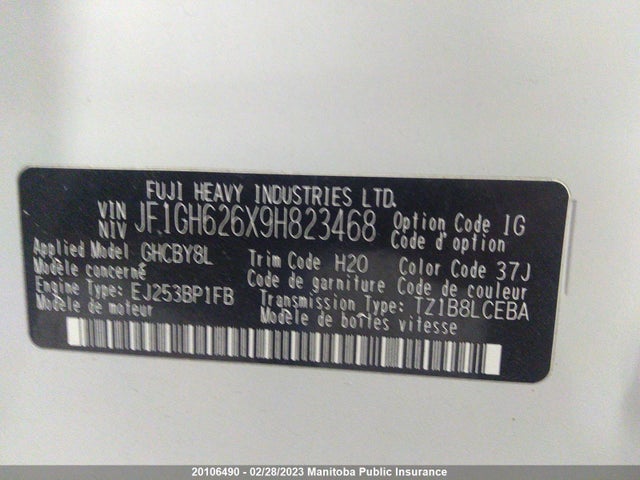 FUJI HEAVY INDUSTRIES LTD.
VIN NIV JF1GH626X9H823468 Option Code 1G
Code d'option
Applied Model GHCBY8L Trim Code H20 Color Code 37J
Modèle concerné Code de garniture Code de couleur
Engine Type: EJ253BP1FB Transmission Type: TZ1B8LCEBA
Modèle de moteur Modèle de boîtes vitesse
20106490 - 02/28/2023 Manitoba Public Insurance